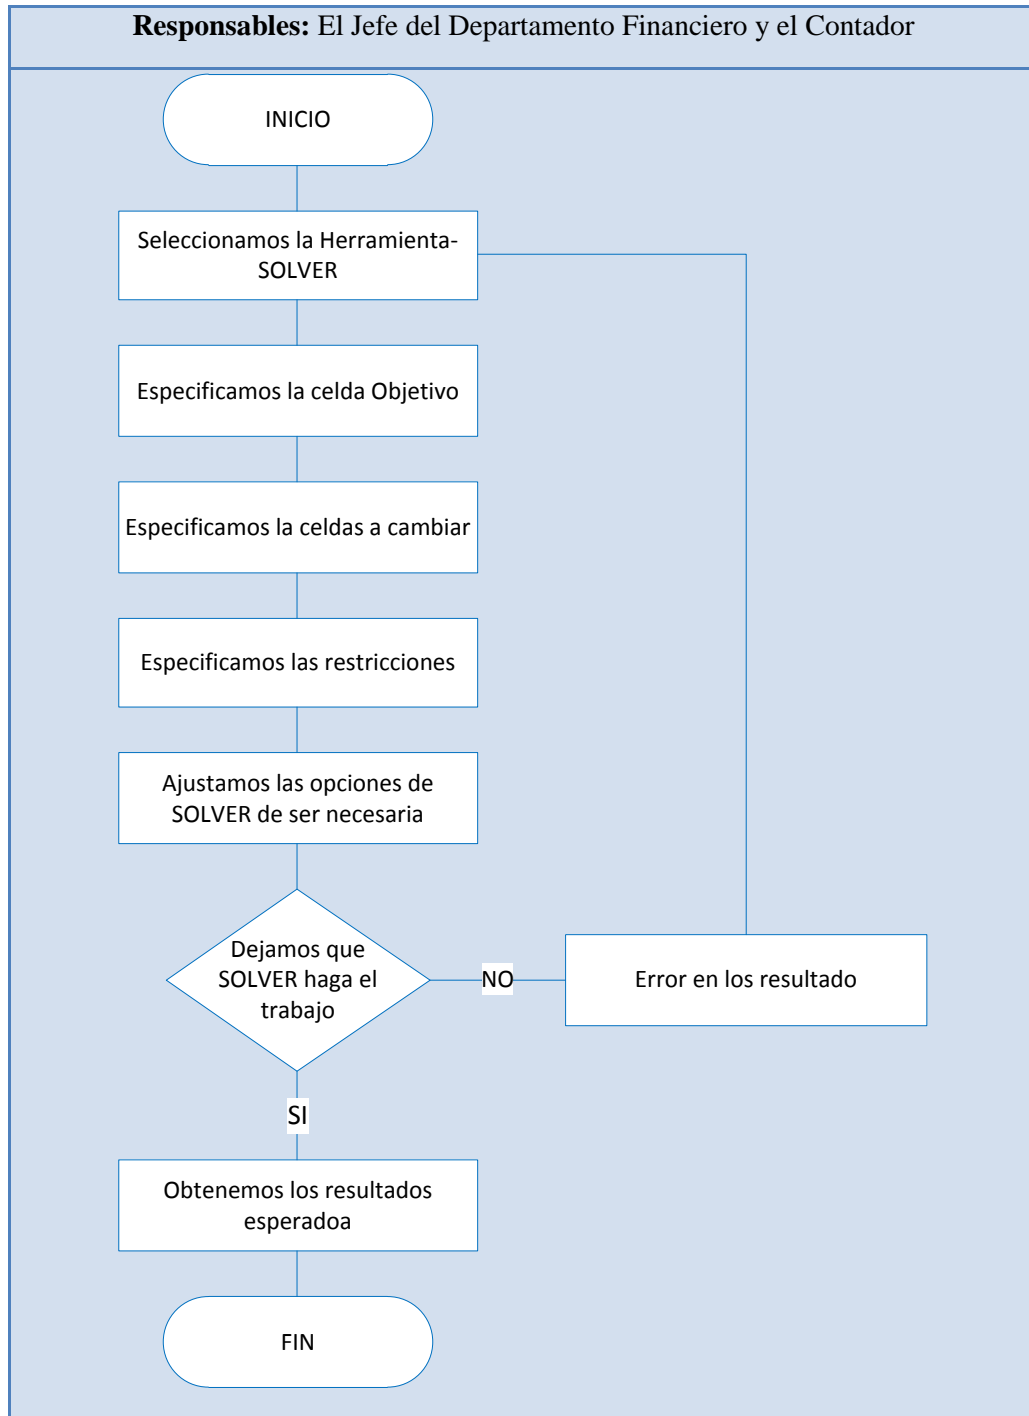 Responsables: El Jefe del Departamento Financiero y el Contador
INICIO
Seleccionamos la Herramienta-
SOLVER
Especificamos la celda Objetivo
Especificamos la celdas a cambiar
Especificamos las restricciones
Ajustamos las opciones de
SOLVER de ser necesaria
Dejamos que
SOLVER haga el
trabajo
NO
Error en los resultado
SI
Obtenemos los resultados
esperadoa
FIN